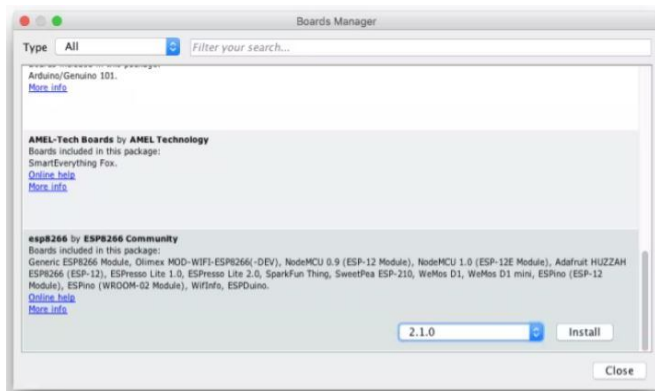 Boards Manager
Type All Filter your search...
Boards included in this package:
Arduino/Genuino 101.
More info
AMEL-Tech Boards by AMEL Technology
Boards included in this package:
SmartEverything Fox.
Online help
More info
esp8266 by ESP8266 Community
Boards included in this package:
Generic ESP8266 Module, Olimex MOD-WIFI-ESP8266(-DEV), NodeMCU 0.9 (ESP-12 Module), NodeMCU 1.0 (ESP-12E Module), Adafruit HUZZAH
ESP8266 (ESP-12), ESPresso Lite 1.0, ESPresso Lite 2.0, SparkFun Thing, SweetPea ESP-210, WeMos D1, WeMos D1 mini, ESPino (ESP-12
Module), ESPino (WROOM-02 Module), WifInfo, ESPDuino.
Online help
More info
2.1.0 Install
Close